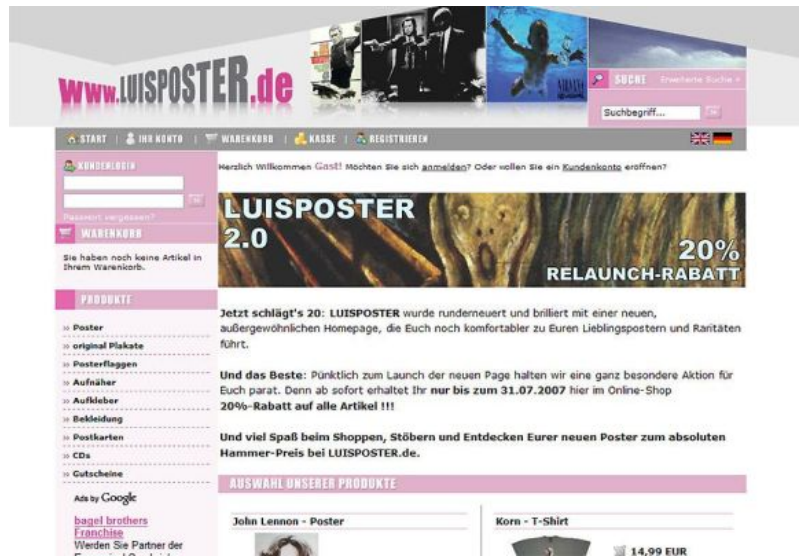 www.LUISPOSTER.de
NIRVANA
SUCHE Erweiterte Suche »
Suchbegriff...
START | IHR KONTO | WARENKORB | KASSE | REGISTRIEREN
KUNDENLOGIN
Passwort vergessen?
WARENKORB
Sie haben noch keine Artikel in
Ihrem Warenkorb.
PRODUKTE
» Poster
» original Plakate
» Posterflaggen
» Aufnäher
» Aufkleber
» Bekleidung
» Postkarten
» CDs
» Gutscheine
Ads by Google
bagel brothers
Franchise
Werden Sie Partner der
Herzlich Willkommen Gast! Möchten Sie sich anmelden? Oder wollen Sie ein Kundenkonto eröffnen?
LUISPOSTER
2.0
20%
RELAUNCH-RABATT
Jetzt schlägt's 20: LUISPOSTER wurde runderneuert und brilliert mit einer neuen,
außergewöhnlichen Homepage, die Euch noch komfortabler zu Euren Lieblingspostern und Raritäten
führt.
Und das Beste: Pünktlich zum Launch der neuen Page halten wir eine ganz besondere Aktion für
Euch parat. Denn ab sofort erhaltet Ihr nur bis zum 31.07.2007 hier im Online-Shop
20%-Rabatt auf alle Artikel !!!
Und viel Spaß beim Shoppen, Stöbern und Entdecken Eurer neuen Poster zum absoluten
Hammer-Preis bei LUISPOSTER.de.
AUSWAHL UNSERER PRODUKTE
John Lennon - Poster
Korn - T-Shirt
14,99 EUR